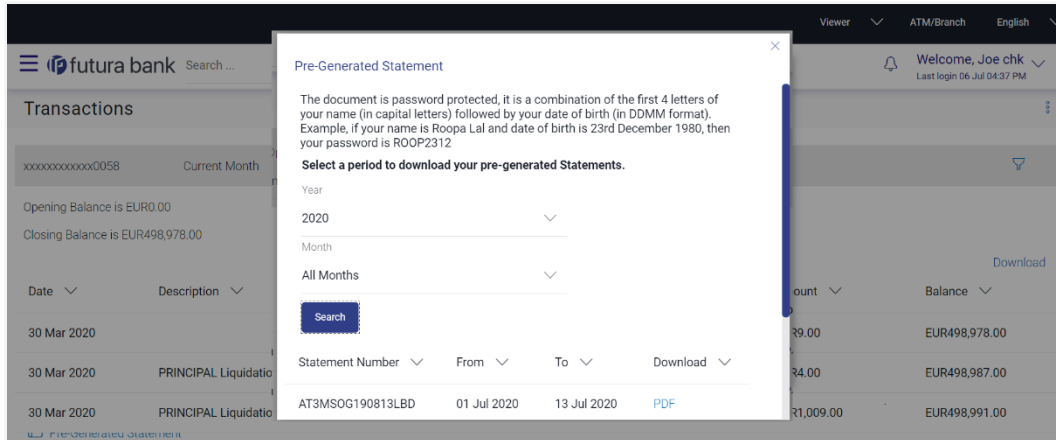 Viewer ATM/Branch English
futura bank Search ...
Welcome, Joe chk
Last login 06 Jul 04:37 PM
Transactions
xxxxxxxxxxxx0058 Current Month
Opening Balance is EUR0.00
Closing Balance is EUR498,978.00
Download
Date Description Balance
30 Mar 2020 EUR498,978.00
30 Mar 2020 PRINCIPAL Liquidatio EUR498,987.00
30 Mar 2020 PRINCIPAL Liquidatio EUR498,991.00
Pre-Generated Statement
Pre-Generated Statement
The document is password protected, it is a combination of the first 4 letters of
your name (in capital letters) followed by your date of birth (in DDMM format).
Example, if your name is Roopa Lal and date of birth is 23rd December 1980, then
your password is ROOP2312
Select a period to download your pre-generated Statements.
Year
2020
Month
All Months
Search
Statement Number From To Download
AT3MSOG190813LBD 01 Jul 2020 13 Jul 2020 PDF